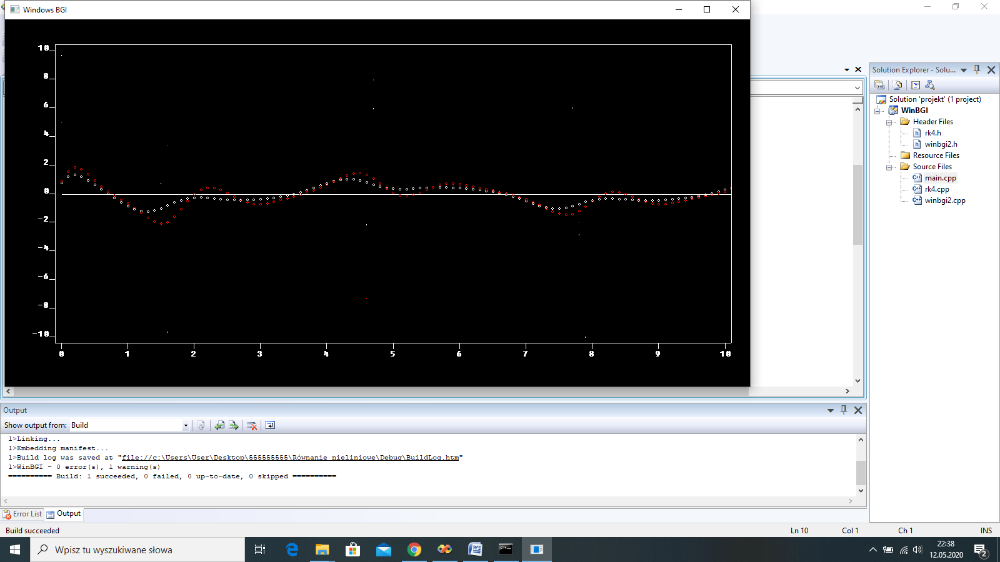 Windows BGI
10
8
6
4
2
0
-2
-4
-6
-8
-10
0 1 2 3 4 5 6 7 8 9 10
Solution Explorer - Solu...
Solution 'projekt' (1 project)
WinBGI
Header Files
rk4.h
winbgi2.h
Resource Files
Source Files
main.cpp
rk4.cpp
winbgi2.cpp
Output
Show output from: Build
1>Linking...
1>Embedding manifest...
1>Build log was saved at "file://c:\Users\User\Desktop\555555555\Równanie nieliniowe\Debug\BuildLog.htm"
1>WinBGI - 0 error(s), 1 warning(s)
========== Build: 1 succeeded, 0 failed, 0 up-to-date, 0 skipped ==========
Error List Output
Build succeeded Ln 10 Col 1 Ch 1 INS
Wpisz tu wyszukiwane słowa
22:38
12.05.2020
2